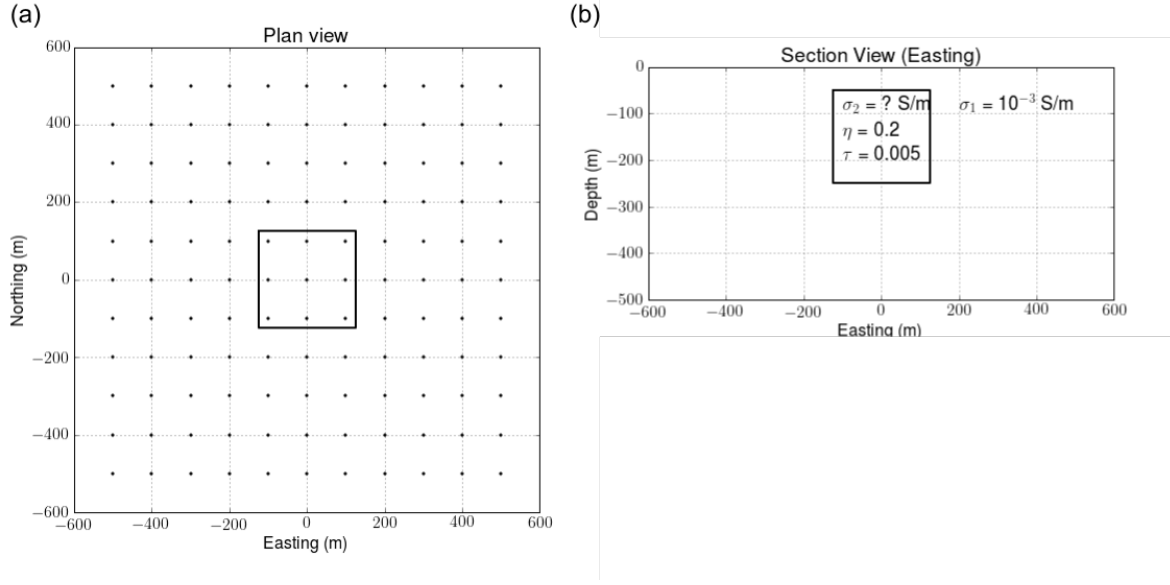 (a)
Plan view
600
400
200
0
−200
−400
−600
−600 −400 −200 0 200 400 600
Northing (m)
Easting (m)
(b)
Section View (Easting)
0
−100
−200
−300
−400
−500
−600 −400 −200 0 200 400 600
Depth (m)
Easting (m)
σ₂ = ? S/m
η = 0.2
τ = 0.005
σ₁ = 10⁻³ S/m